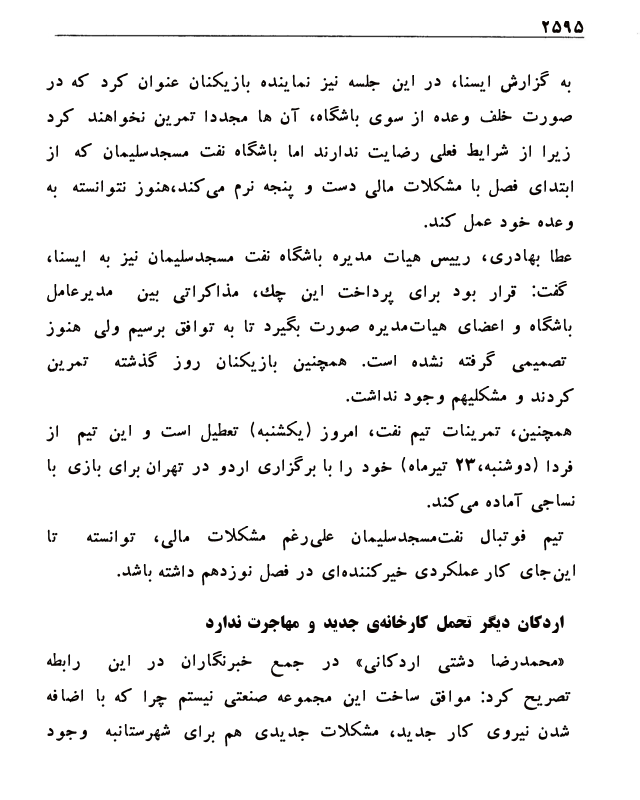 ۲۵۹۵
به گزارش ایسنا، در این جلسه نیز نماینده بازیکنان عنوان کرد که در
صورت خلف وعده از سوی باشگاه، آن ها مجددا تمرین نخواهند کرد
زیرا از شرایط فعلی رضایت ندارند اما باشگاه نفت مسجدسلیمان که از
ابتدای فصل با مشکلات مالی دست و پنجه نرم می‌کند،هنوز نتوانسته به
وعده خود عمل کند.
عطا بهادری، رییس هیات مدیره باشگاه نفت مسجدسلیمان نیز به ایسنا،
گفت: قرار بود برای پرداخت این چك، مذاکراتی بین مدیرعامل
باشگاه و اعضای هیات‌مدیره صورت بگیرد تا به توافق برسیم ولی هنوز
تصمیمی گرفته نشده است. همچنین بازیکنان روز گذشته تمرین
کردند و مشکلیهم وجود نداشت.
همچنین، تمرینات تیم نفت، امروز (یکشنبه) تعطیل است و این تیم از
فردا (دوشنبه،۲۳ تیرماه) خود را با برگزاری اردو در تهران برای بازی با
نساجی آماده می‌کند.
تیم فوتبال نفت‌مسجدسلیمان علی‌رغم مشکلات مالی، توانسته تا
این‌جای کار عملکردی خیرکننده‌ای در فصل نوزدهم داشته باشد.
اردکان دیگر تحمل کارخانه‌ی جدید و مهاجرت ندارد
«محمدرضا دشتی اردکانی» در جمع خبرنگاران در این رابطه
تصریح کرد: موافق ساخت این مجموعه صنعتی نیستم چرا که با اضافه
شدن نیروی کار جدید، مشکلات جدیدی هم برای شهرستانبه وجود